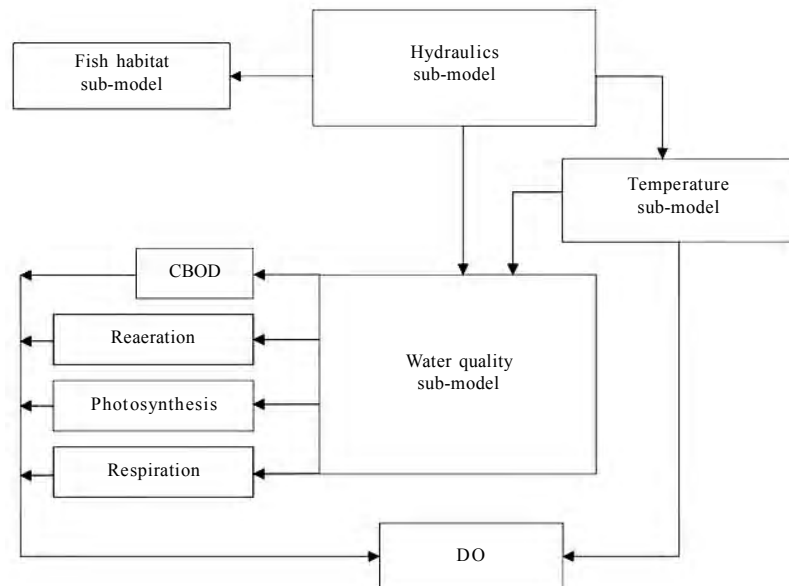 Hydraulics
sub-model
Fish habitat
sub-model
Temperature
sub-model
CBOD
Reaeration
Water quality
sub-model
Photosynthesis
Respiration
DO